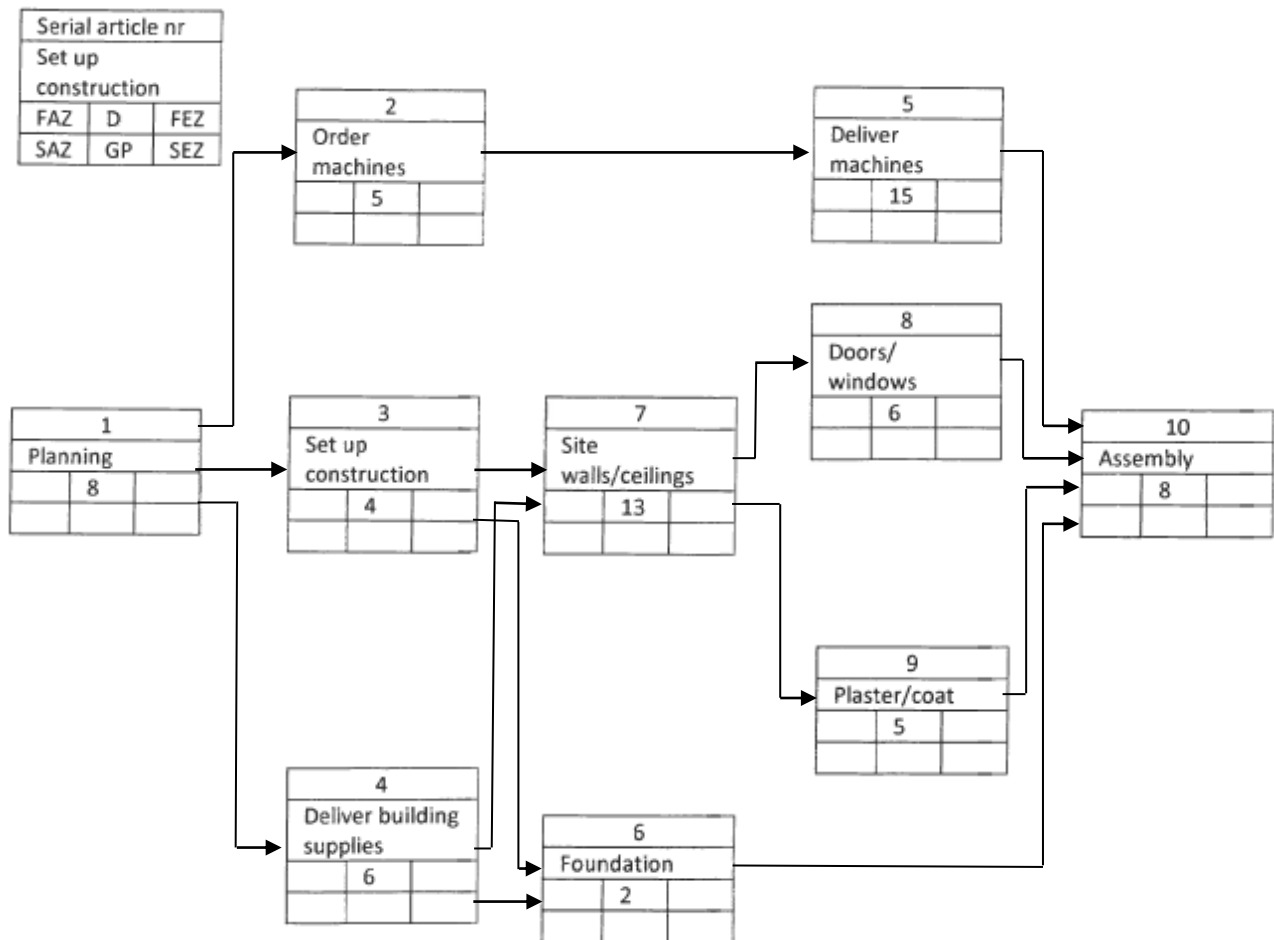 Serial article nr
Set up
construction
FAZ D FEZ
SAZ GP SEZ
2
Order
machines
5
5
Deliver
machines
15
8
Doors/
windows
6
1
Planning
8
3
Set up
construction
4
7
Site
walls/ceilings
13
10
Assembly
8
9
Plaster/coat
5
4
Deliver building
supplies
6
6
Foundation
2